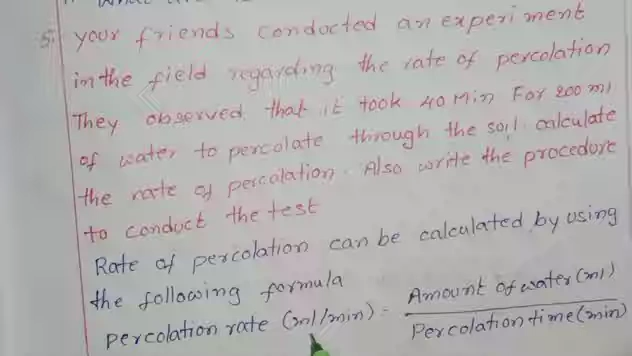 5. your friends conducted an experiment
in the field regarding the rate of percolation
They observed that it took 40 Min For 200 ml
of water to percolate through the soil. calculate
the rate of percolation. Also write the procedure
to conduct the test
Rate of percolation can be calculated by using
the following formula
percolation rate (ml/min) = Amount of water (ml)
Percolation time (min)